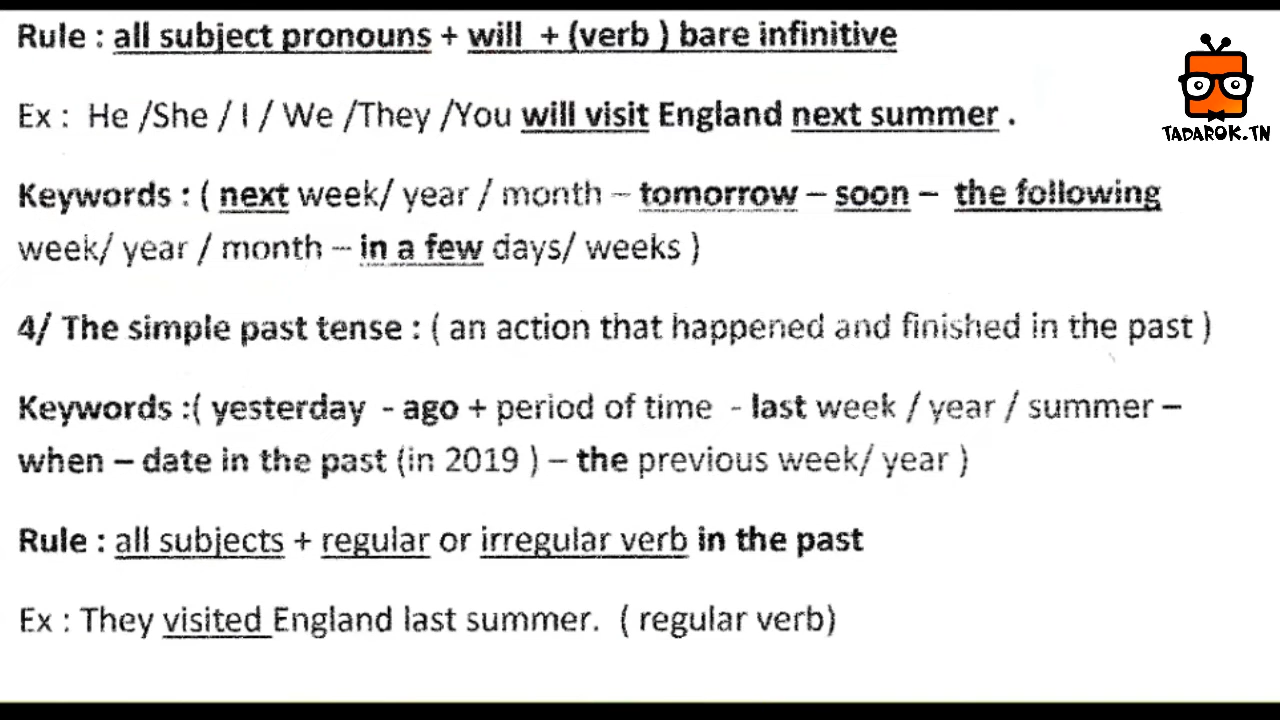 Rule : all subject pronouns + will + (verb ) bare infinitive
Ex : He /She / I / We /They /You will visit England next summer .
TADAROK.TN
Keywords : ( next week/ year / month – tomorrow – soon – the following
week/ year / month – in a few days/ weeks )
4/ The simple past tense : ( an action that happened and finished in the past )
Keywords :( yesterday - ago + period of time - last week / year / summer –
when – date in the past (in 2019 ) – the previous week/ year )
Rule : all subjects + regular or irregular verb in the past
Ex : They visited England last summer. ( regular verb)